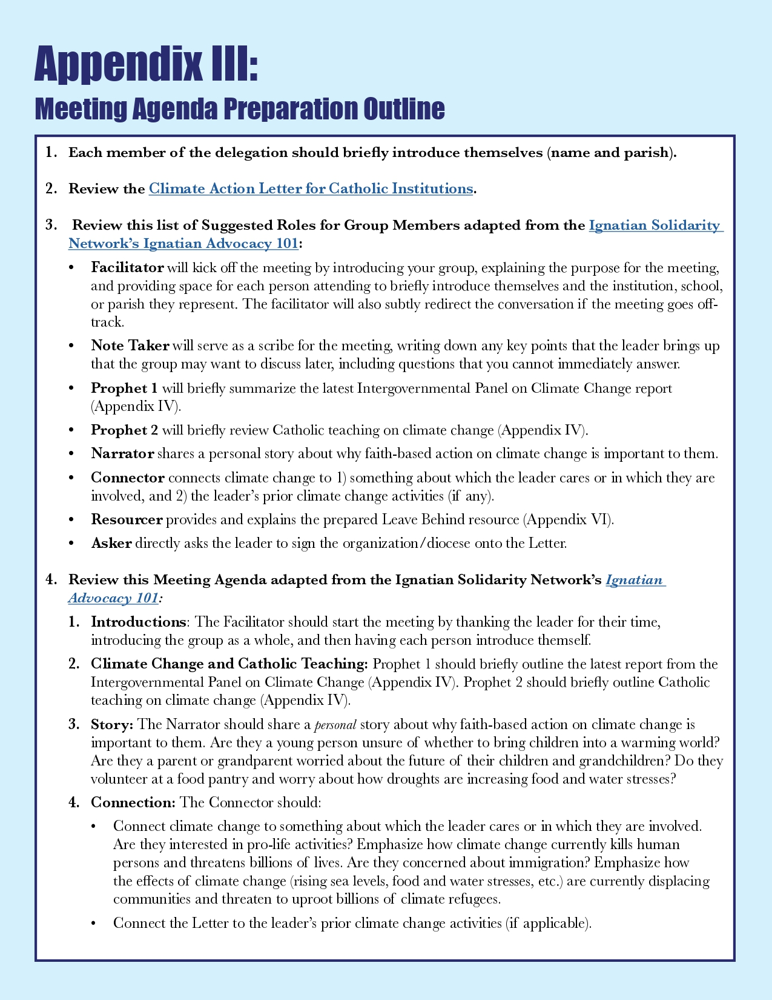 Appendix III:
Meeting Agenda Preparation Outline
1. Each member of the delegation should briefly introduce themselves (name and parish).
2. Review the Climate Action Letter for Catholic Institutions.
3. Review this list of Suggested Roles for Group Members adapted from the Ignatian Solidarity
Network’s Ignatian Advocacy 101:
• Facilitator will kick off the meeting by introducing your group, explaining the purpose for the meeting,
and providing space for each person attending to briefly introduce themselves and the institution, school,
or parish they represent. The facilitator will also subtly redirect the conversation if the meeting goes off-
track.
• Note Taker will serve as a scribe for the meeting, writing down any key points that the leader brings up
that the group may want to discuss later, including questions that you cannot immediately answer.
• Prophet 1 will briefly summarize the latest Intergovernmental Panel on Climate Change report
(Appendix IV).
• Prophet 2 will briefly review Catholic teaching on climate change (Appendix IV).
• Narrator shares a personal story about why faith-based action on climate change is important to them.
• Connector connects climate change to 1) something about which the leader cares or in which they are
involved, and 2) the leader’s prior climate change activities (if any).
• Resourcer provides and explains the prepared Leave Behind resource (Appendix VI).
• Asker directly asks the leader to sign the organization/diocese onto the Letter.
4. Review this Meeting Agenda adapted from the Ignatian Solidarity Network’s Ignatian
Advocacy 101:
1. Introductions: The Facilitator should start the meeting by thanking the leader for their time,
introducing the group as a whole, and then having each person introduce themself.
2. Climate Change and Catholic Teaching: Prophet 1 should briefly outline the latest report from the
Intergovernmental Panel on Climate Change (Appendix IV). Prophet 2 should briefly outline Catholic
teaching on climate change (Appendix IV).
3. Story: The Narrator should share a personal story about why faith-based action on climate change is
important to them. Are they a young person unsure of whether to bring children into a warming world?
Are they a parent or grandparent worried about the future of their children and grandchildren? Do they
volunteer at a food pantry and worry about how droughts are increasing food and water stresses?
4. Connection: The Connector should:
• Connect climate change to something about which the leader cares or in which they are involved.
Are they interested in pro-life activities? Emphasize how climate change currently kills human
persons and threatens billions of lives. Are they concerned about immigration? Emphasize how
the effects of climate change (rising sea levels, food and water stresses, etc.) are currently displacing
communities and threaten to uproot billions of climate refugees.
• Connect the Letter to the leader’s prior climate change activities (if applicable).